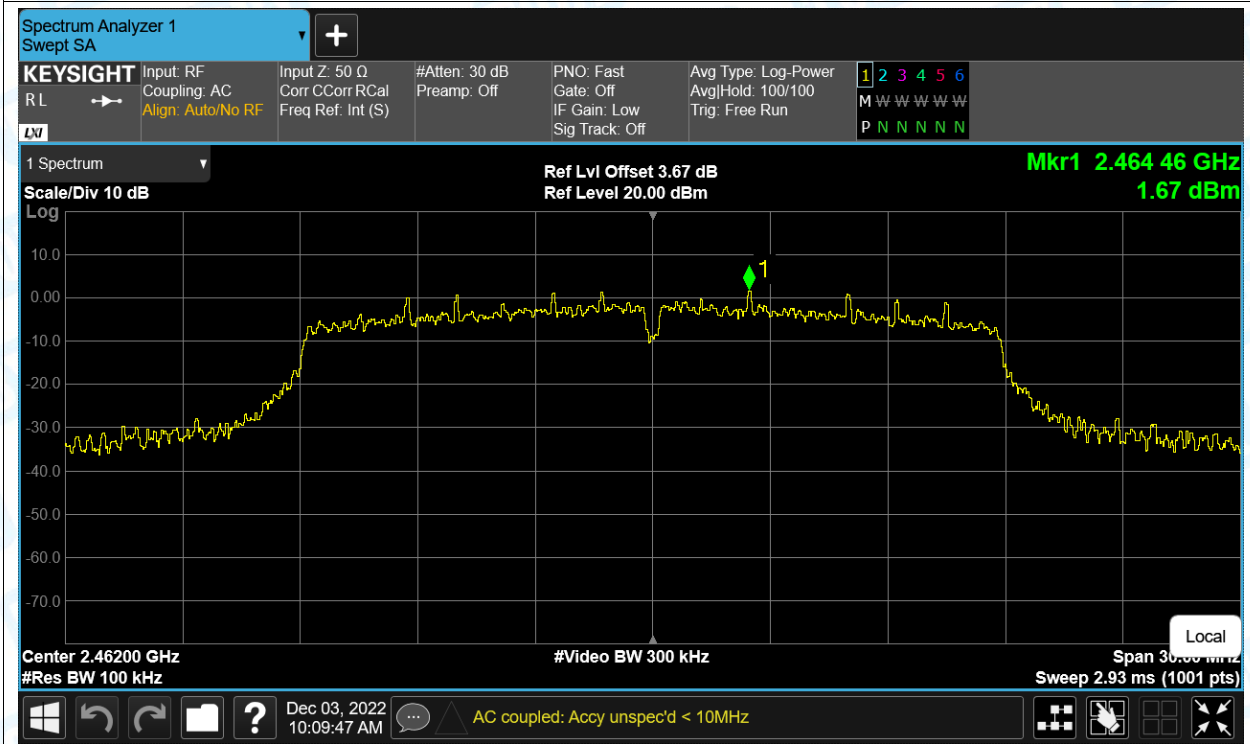 Spectrum Analyzer 1
Swept SA
+
KEYSIGHT
R L
LXI
Input: RF
Coupling: AC
Align: Auto/No RF
Input Z: 50 Ω
Corr CCorr RCal
Freq Ref: Int (S)
#Atten: 30 dB
Preamp: Off
PNO: Fast
Gate: Off
IF Gain: Low
Sig Track: Off
Avg Type: Log-Power
Avg|Hold: 100/100
Trig: Free Run
1 2 3 4 5 6
M W W W W W
P N N N N N
1 Spectrum
Scale/Div 10 dB
Log
Ref Lvl Offset 3.67 dB
Ref Level 20.00 dBm
Mkr1 2.464 46 GHz
1.67 dBm
1
10.0
0.00
-10.0
-20.0
-30.0
-40.0
-50.0
-60.0
-70.0
Local
Center 2.46200 GHz
#Video BW 300 kHz
Span 30.00 MHz
#Res BW 100 kHz
Sweep 2.93 ms (1001 pts)
?
Dec 03, 2022
10:09:47 AM
AC coupled: Accy unspec'd < 10MHz